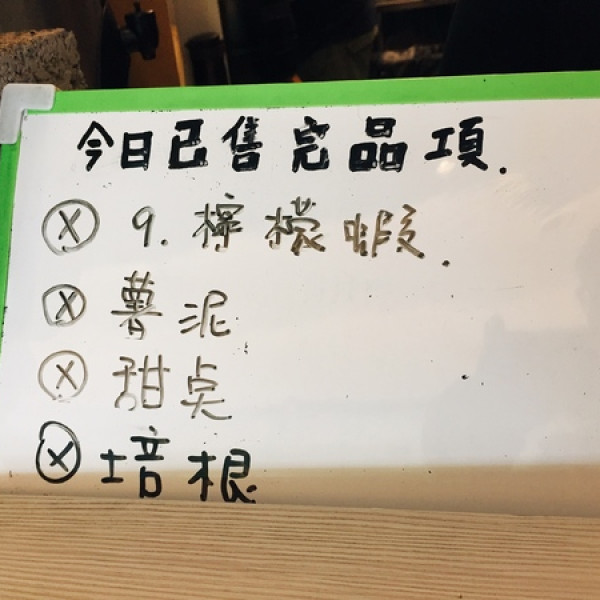 今日已售完品項.
ⓧ 9. 檸檬蝦.
ⓧ 薯泥
ⓧ 甜点
ⓧ 培根